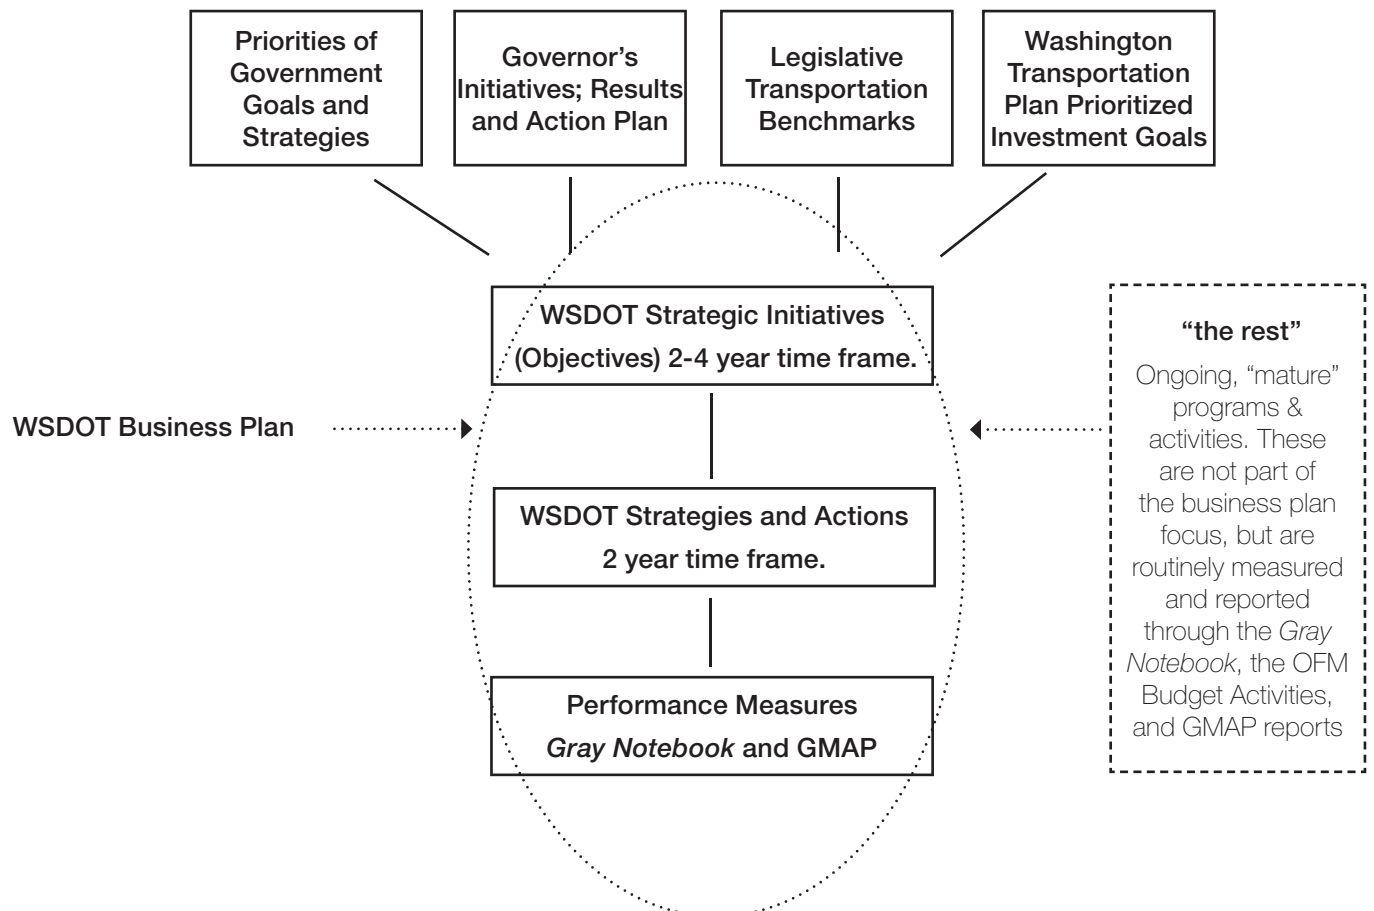 Priorities of
Government
Goals and
Strategies
Governor’s
Initiatives; Results
and Action Plan
Legislative
Transportation
Benchmarks
Washington
Transportation
Plan Prioritized
Investment Goals
WSDOT Strategic Initiatives
(Objectives) 2-4 year time frame.
WSDOT Business Plan
WSDOT Strategies and Actions
2 year time frame.
Performance Measures
Gray Notebook and GMAP
“the rest”
Ongoing, “mature”
programs &
activities. These
are not part of
the business plan
focus, but are
routinely measured
and reported
through the Gray
Notebook, the OFM
Budget Activities,
and GMAP reports